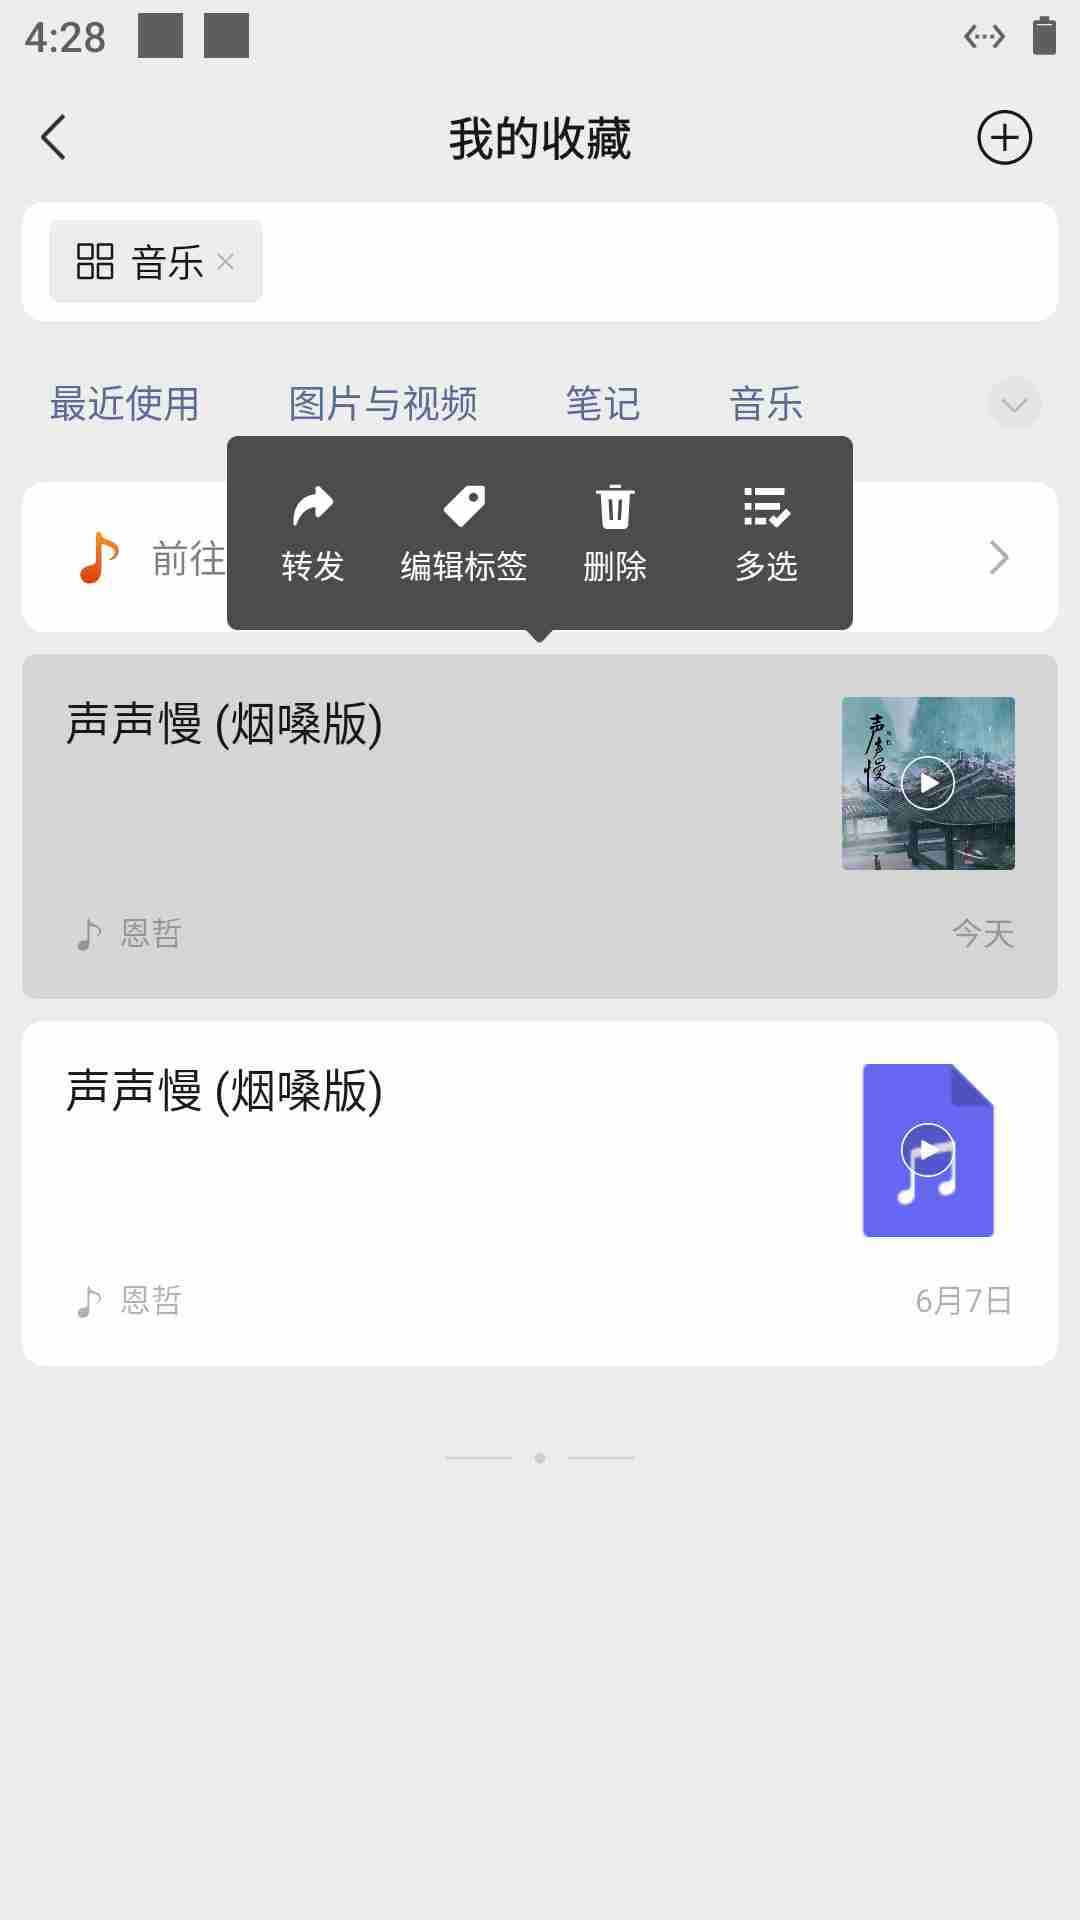 4:28
我的收藏
音乐
最近使用 图片与视频 笔记 音乐
转发 编辑标签 删除 多选
前往
声声慢 (烟嗓版)
声声慢
恩哲 今天
声声慢 (烟嗓版)
恩哲 6月7日